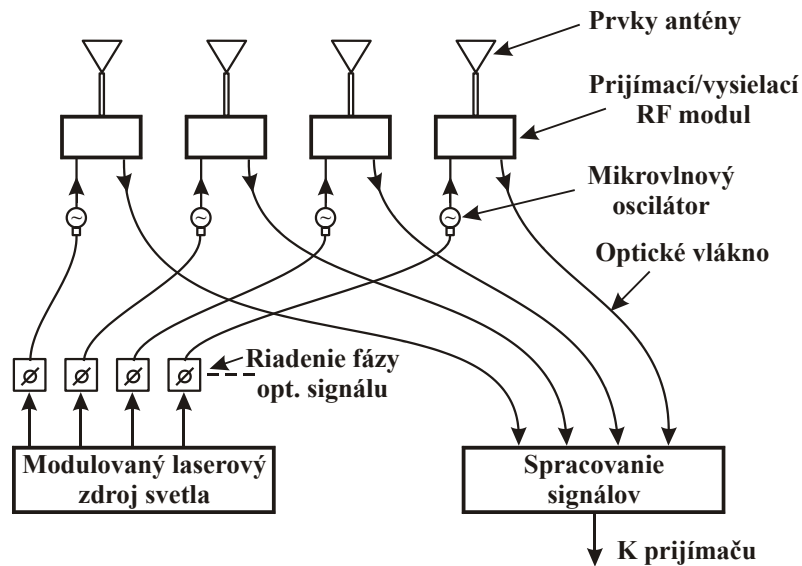 Prvky antény
Prijímací/vysielací
RF modul
Mikrovlnový
oscilátor
~ ~ ~ ~
Optické vlákno
Riadenie fázy
opt. signálu
ø ø ø ø
Modulovaný laserový
zdroj svetla
Spracovanie
signálov
K prijímaču